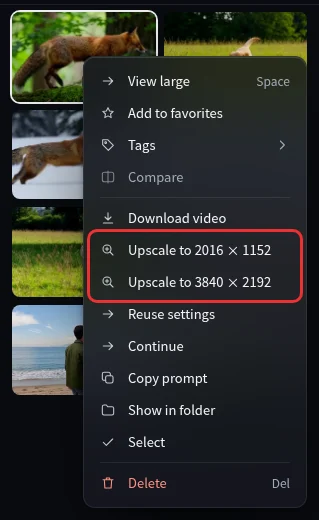 View large Space
Add to favorites
Tags
Compare
Download video
Upscale to 2016 × 1152
Upscale to 3840 × 2192
Reuse settings
Continue
Copy prompt
Show in folder
Select
Delete Del